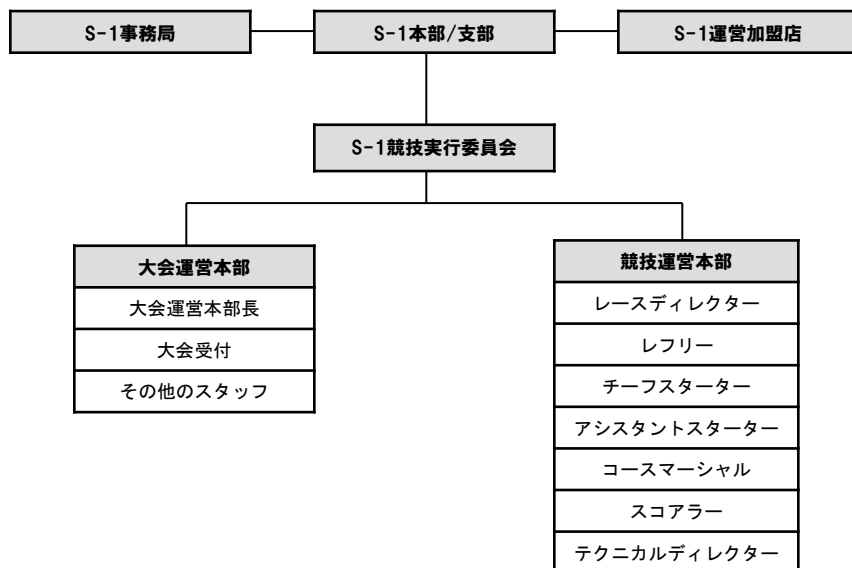 S-1事務局
S-1本部/支部
S-1運営加盟店
S-1競技実行委員会
大会運営本部
大会運営本部長
大会受付
その他のスタッフ
競技運営本部
レースディレクター
レフリー
チーフスターター
アシスタントスターター
コースマーシャル
スコアラー
テクニカルディレクター